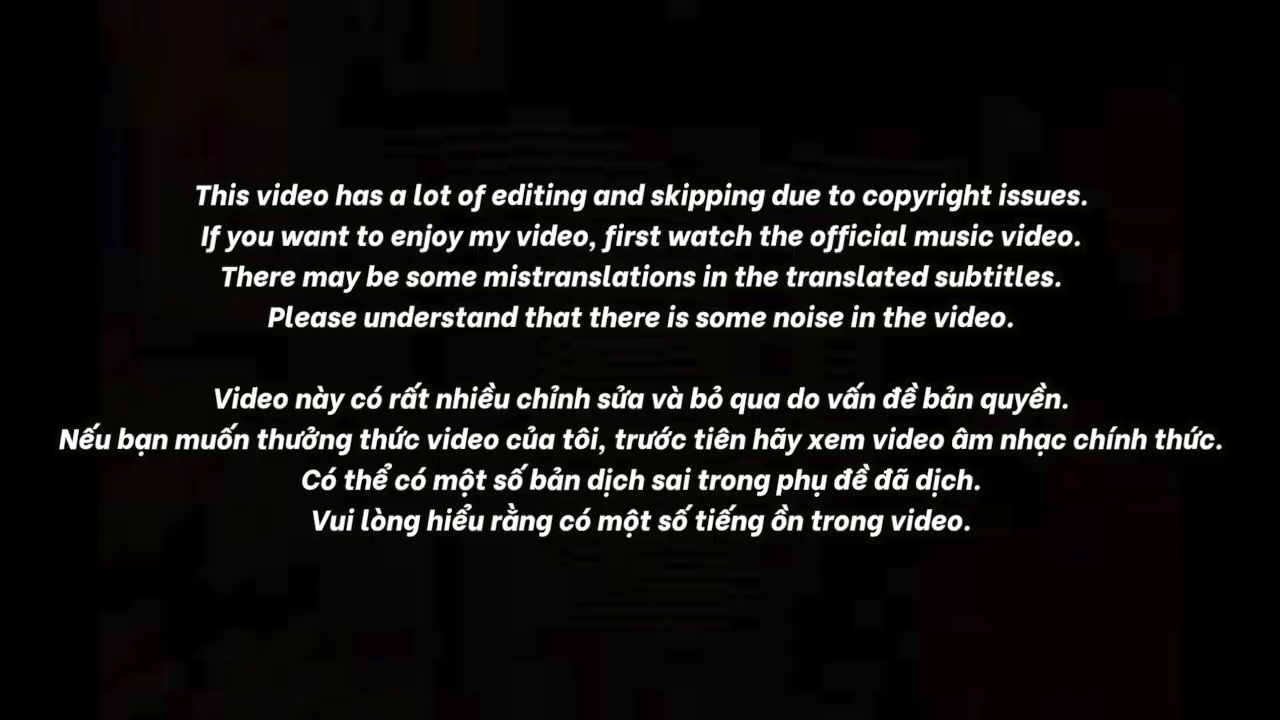 This video has a lot of editing and skipping due to copyright issues.
If you want to enjoy my video, first watch the official music video.
There may be some mistranslations in the translated subtitles.
Please understand that there is some noise in the video.
Video này có rất nhiều chỉnh sửa và bỏ qua do vấn đề bản quyền.
Nếu bạn muốn thưởng thức video của tôi, trước tiên hãy xem video âm nhạc chính thức.
Có thể có một số bản dịch sai trong phụ đề đã dịch.
Vui lòng hiểu rằng có một số tiếng ồn trong video.